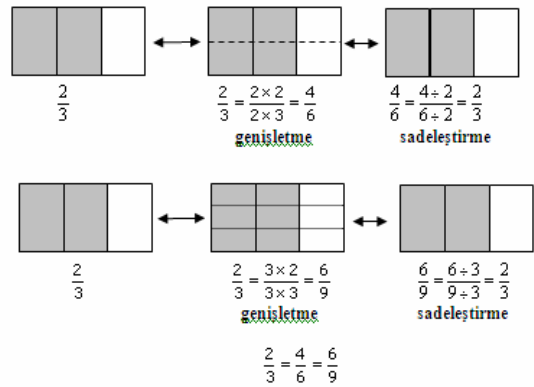 2/3    2/3 = 2×2/2×3 = 4/6    4/6 = 4÷2/6÷2 = 2/3
genişletme    sadeleştirme
2/3    2/3 = 3×2/3×3 = 6/9    6/9 = 6÷3/9÷3 = 2/3
genişletme    sadeleştirme
2/3 = 4/6 = 6/9